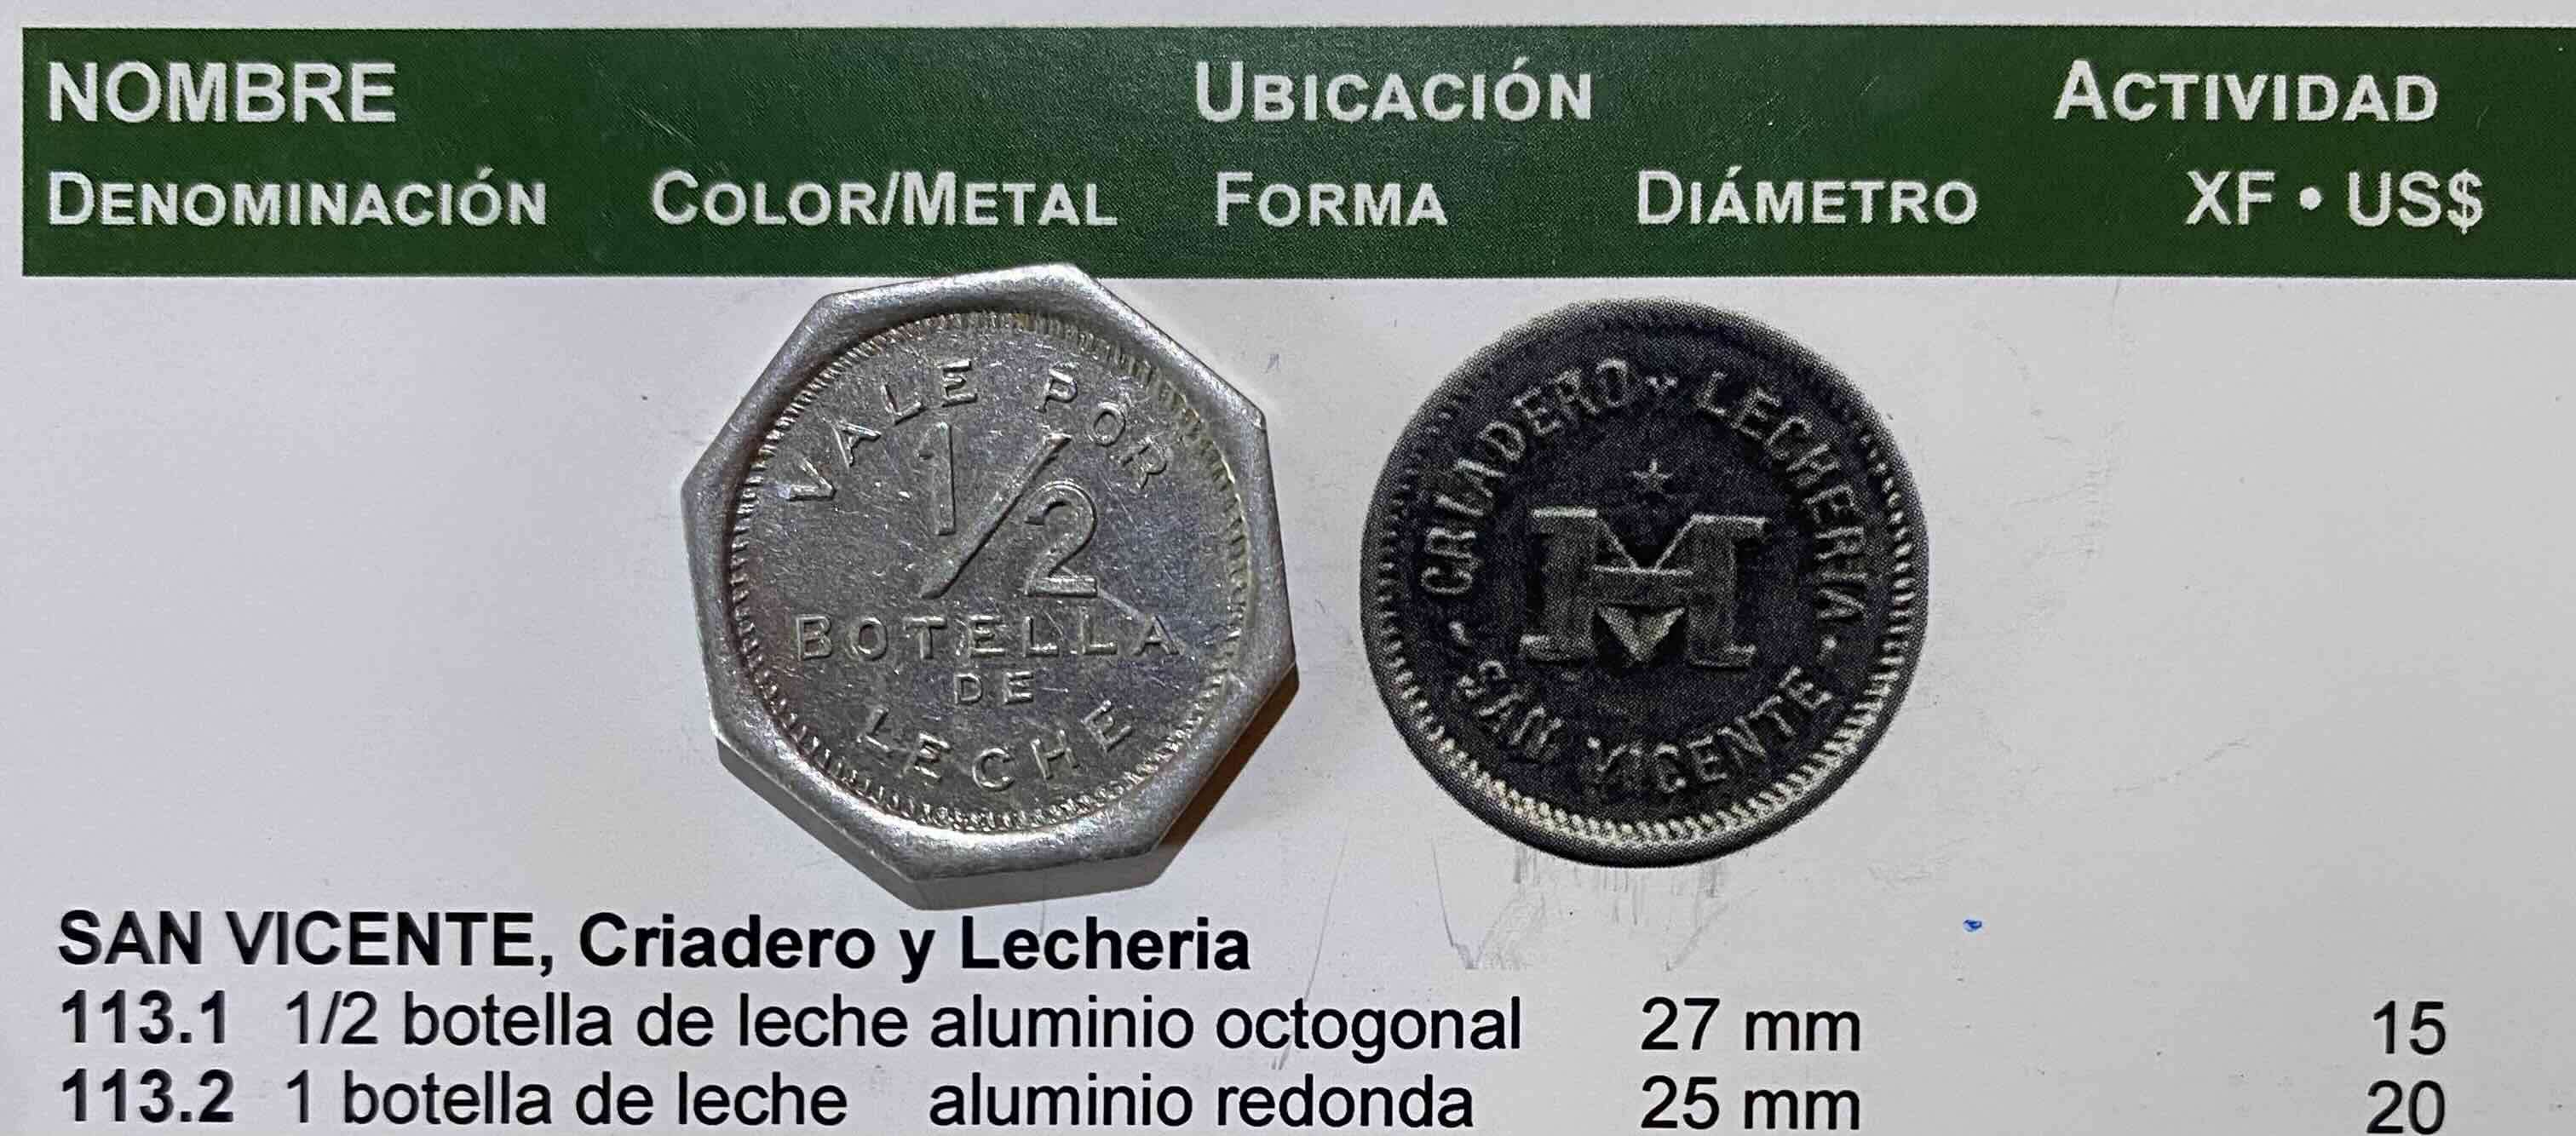 NOMBRE UBICACIÓN ACTIVIDAD
DENOMINACIÓN COLOR/METAL FORMA DIÁMETRO XF • US$
VALE POR
1/2
BOTELLA
DE
LECHE
CRIADERO Y LECHERIA
M
SAN VICENTE
SAN VICENTE, Criadero y Lecheria
113.1 1/2 botella de leche aluminio octogonal 27 mm 15
113.2 1 botella de leche aluminio redonda 25 mm 20